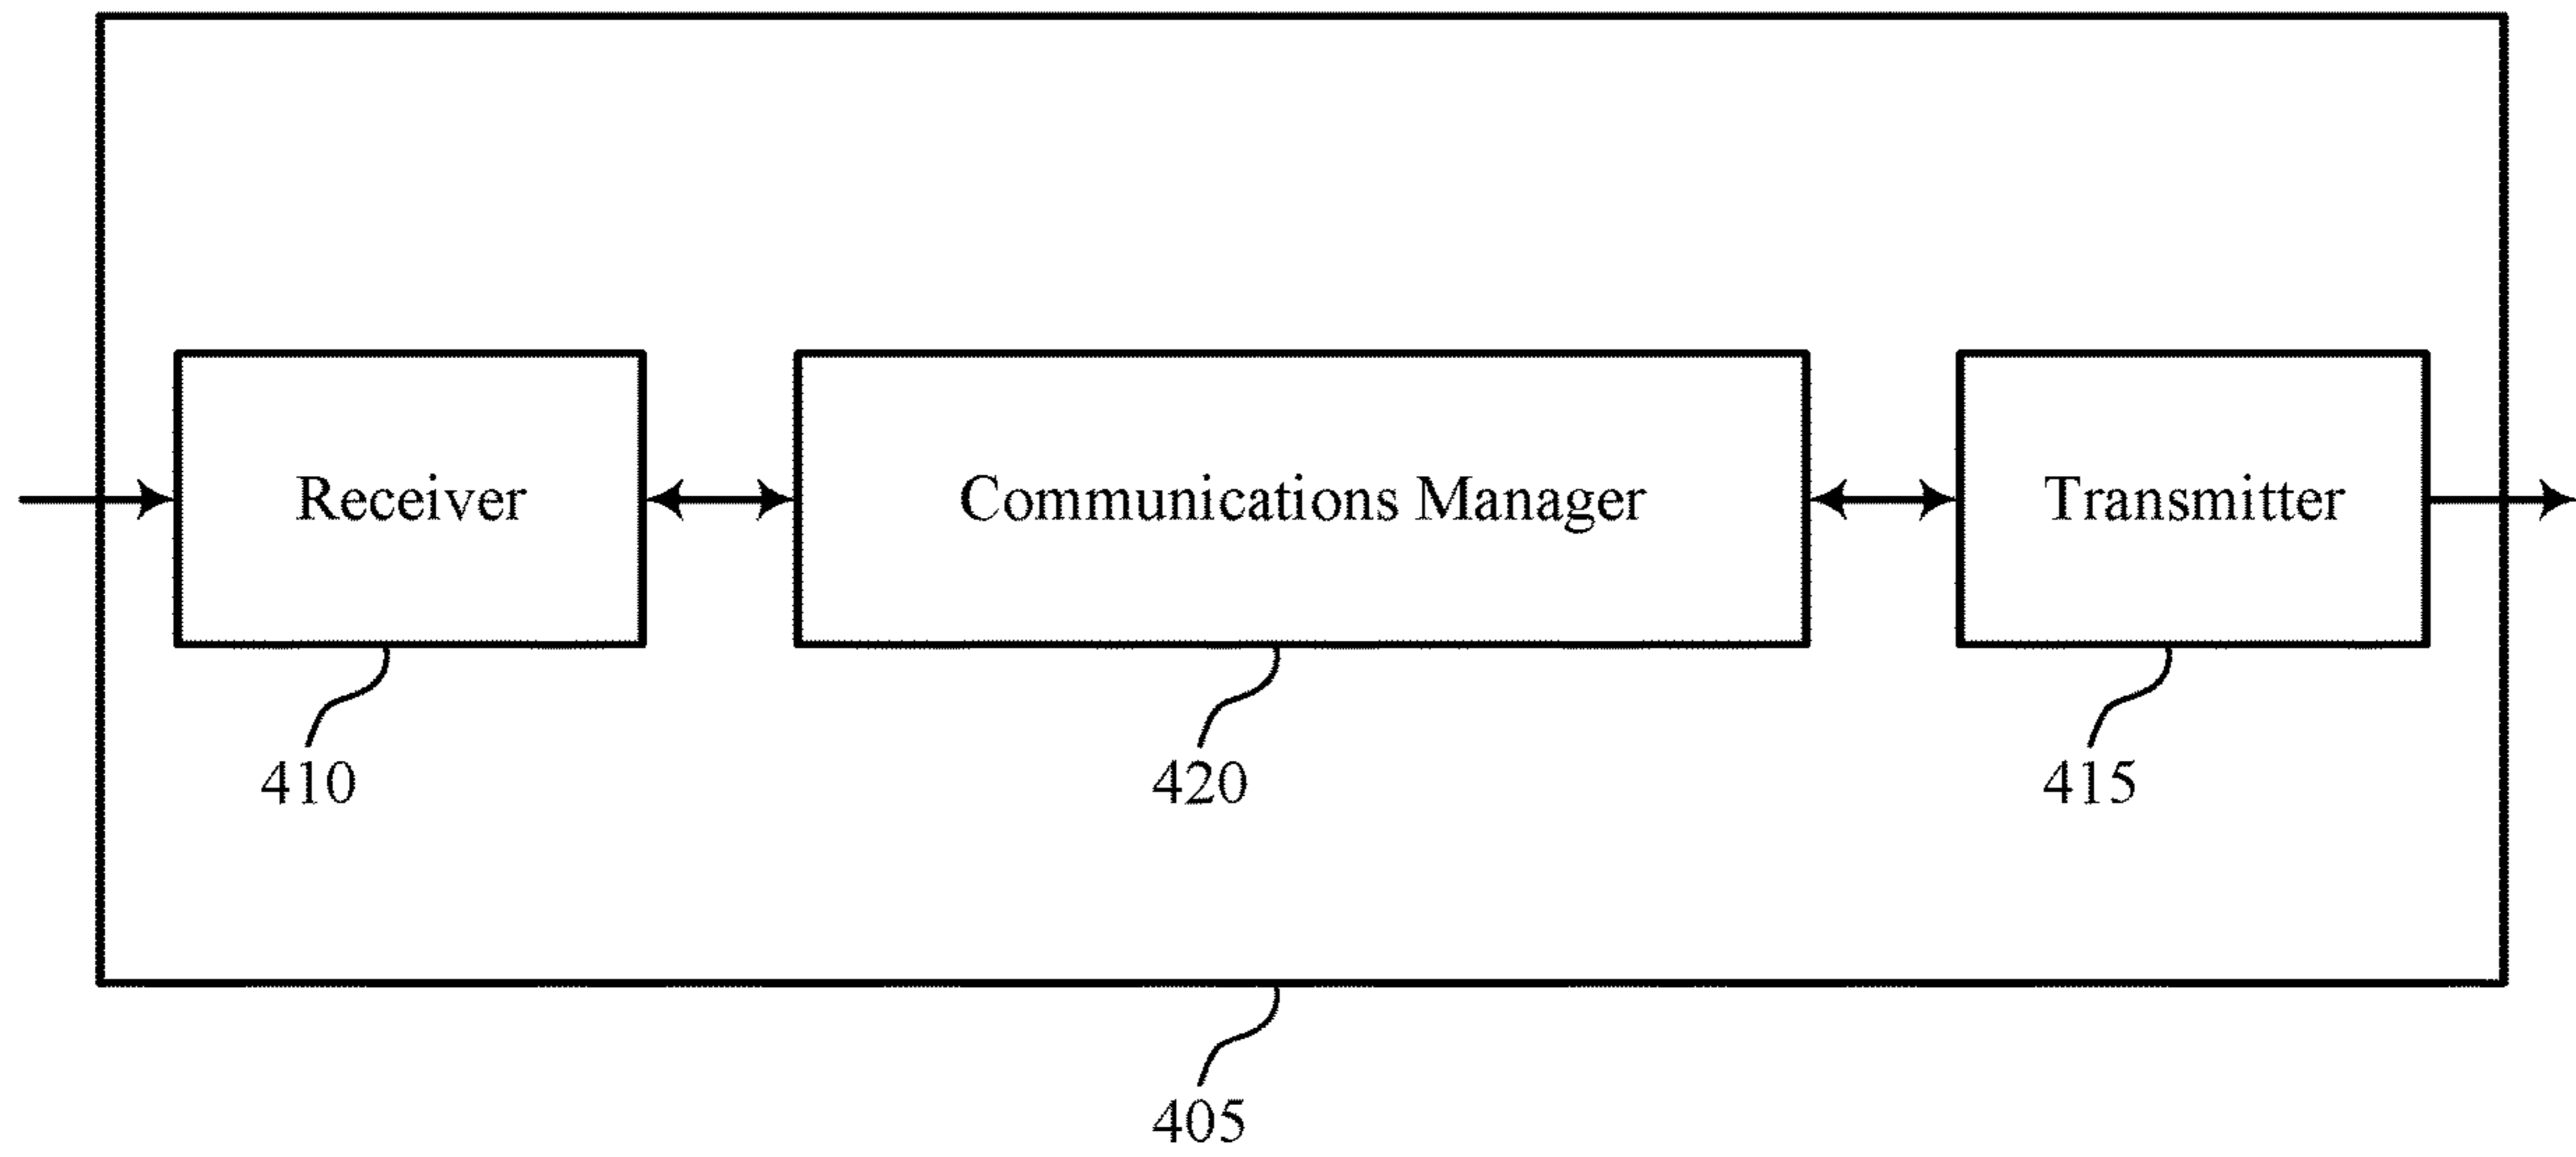 Receiver
Communications Manager
Transmitter
410
420
415
405